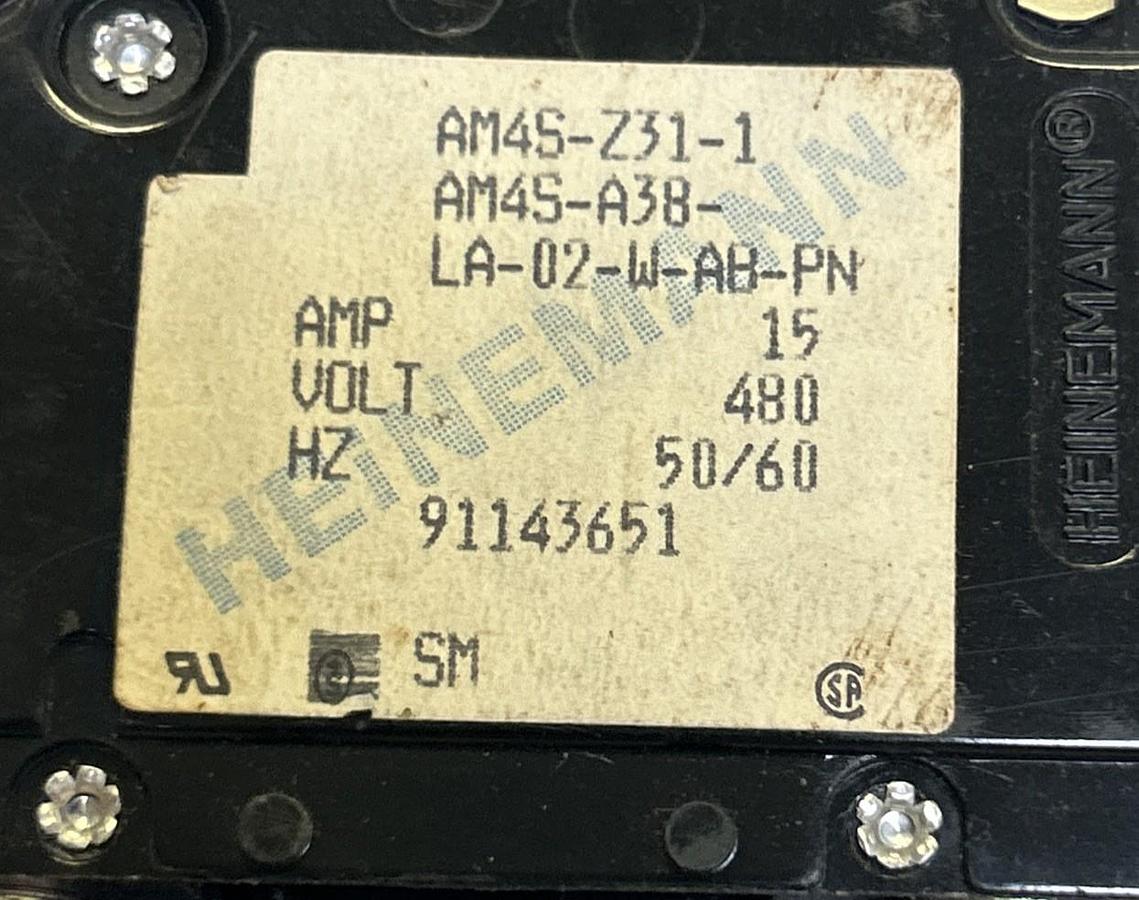 AM4S-Z31-1
AM4S-A38-
LA-02-W-AB-PN
AMP 15
VOLT 480
HZ 50/60
91143651
SM
HEINEMANN
HEINEMANN®